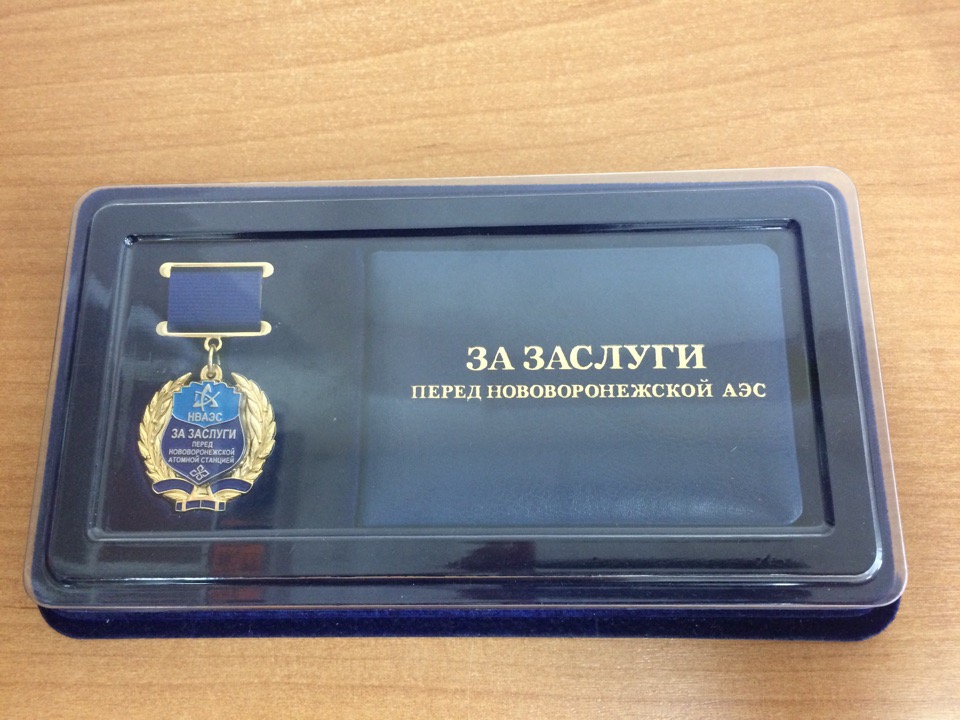 НВАЭС
ЗА ЗАСЛУГИ
ПЕРЕД
НОВОВОРОНЕЖСКОЙ
АТОМНОЙ СТАНЦИЕЙ
ЗА ЗАСЛУГИ
ПЕРЕД НОВОВОРОНЕЖСКОЙ АЭС